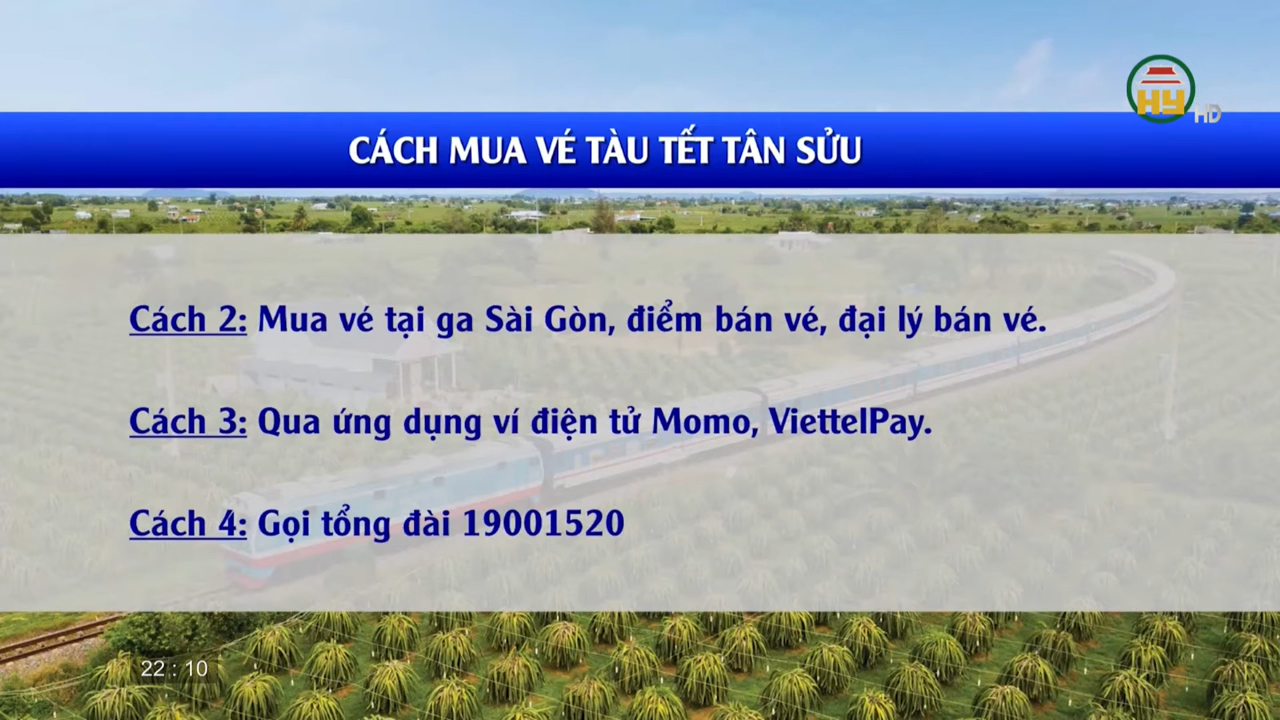 HY
HD
CÁCH MUA VÉ TÀU TẾT TÂN SỬU
Cách 2: Mua vé tại ga Sài Gòn, điểm bán vé, đại lý bán vé.
Cách 3: Qua ứng dụng ví điện tử Momo, ViettelPay.
Cách 4: Gọi tổng đài 19001520
22 : 10